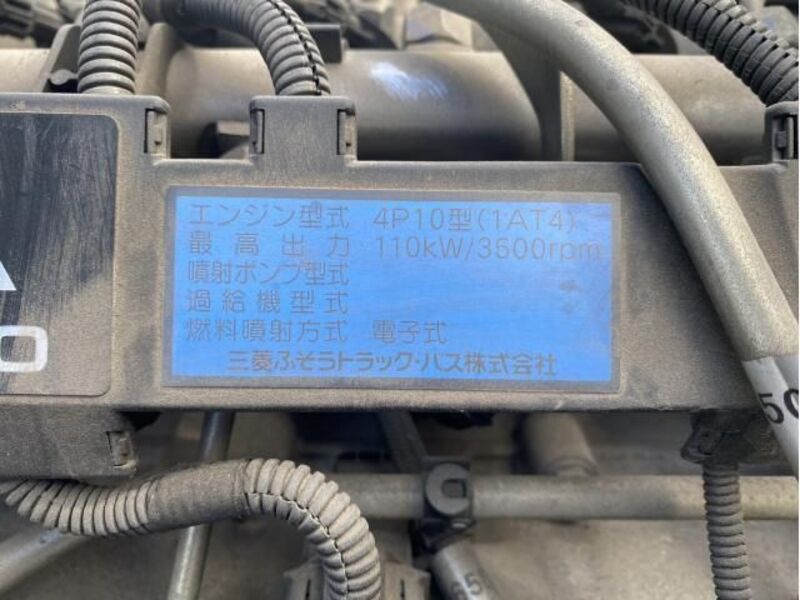 エンジン型式 4P10型(1AT4)
最高出力 110kW/3500rpm
噴射ポンプ型式
過給機型式
燃料噴射方式 電子式
三菱ふそうトラック・バス株式会社
50
5